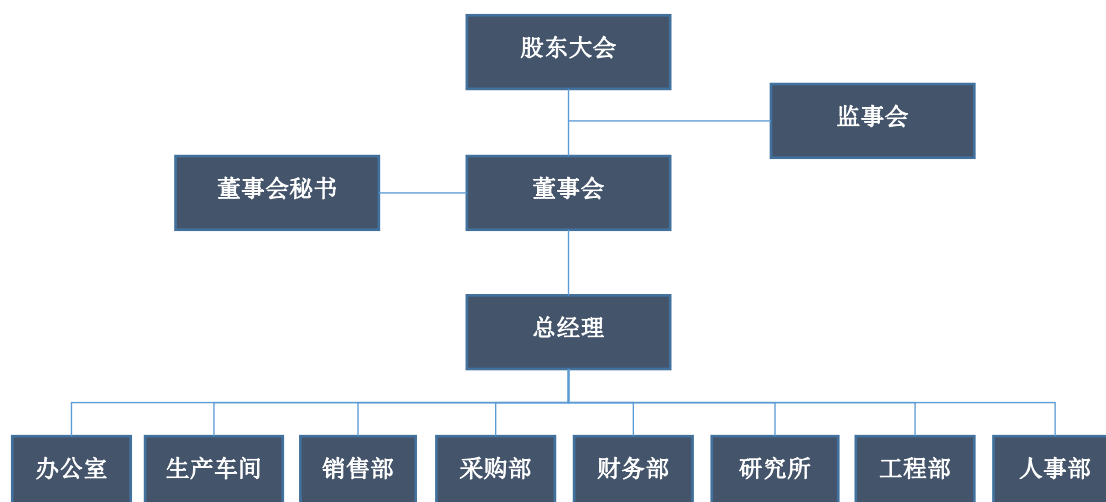 股东大会
监事会
董事会秘书
董事会
总经理
办公室
生产车间
销售部
采购部
财务部
研究所
工程部
人事部